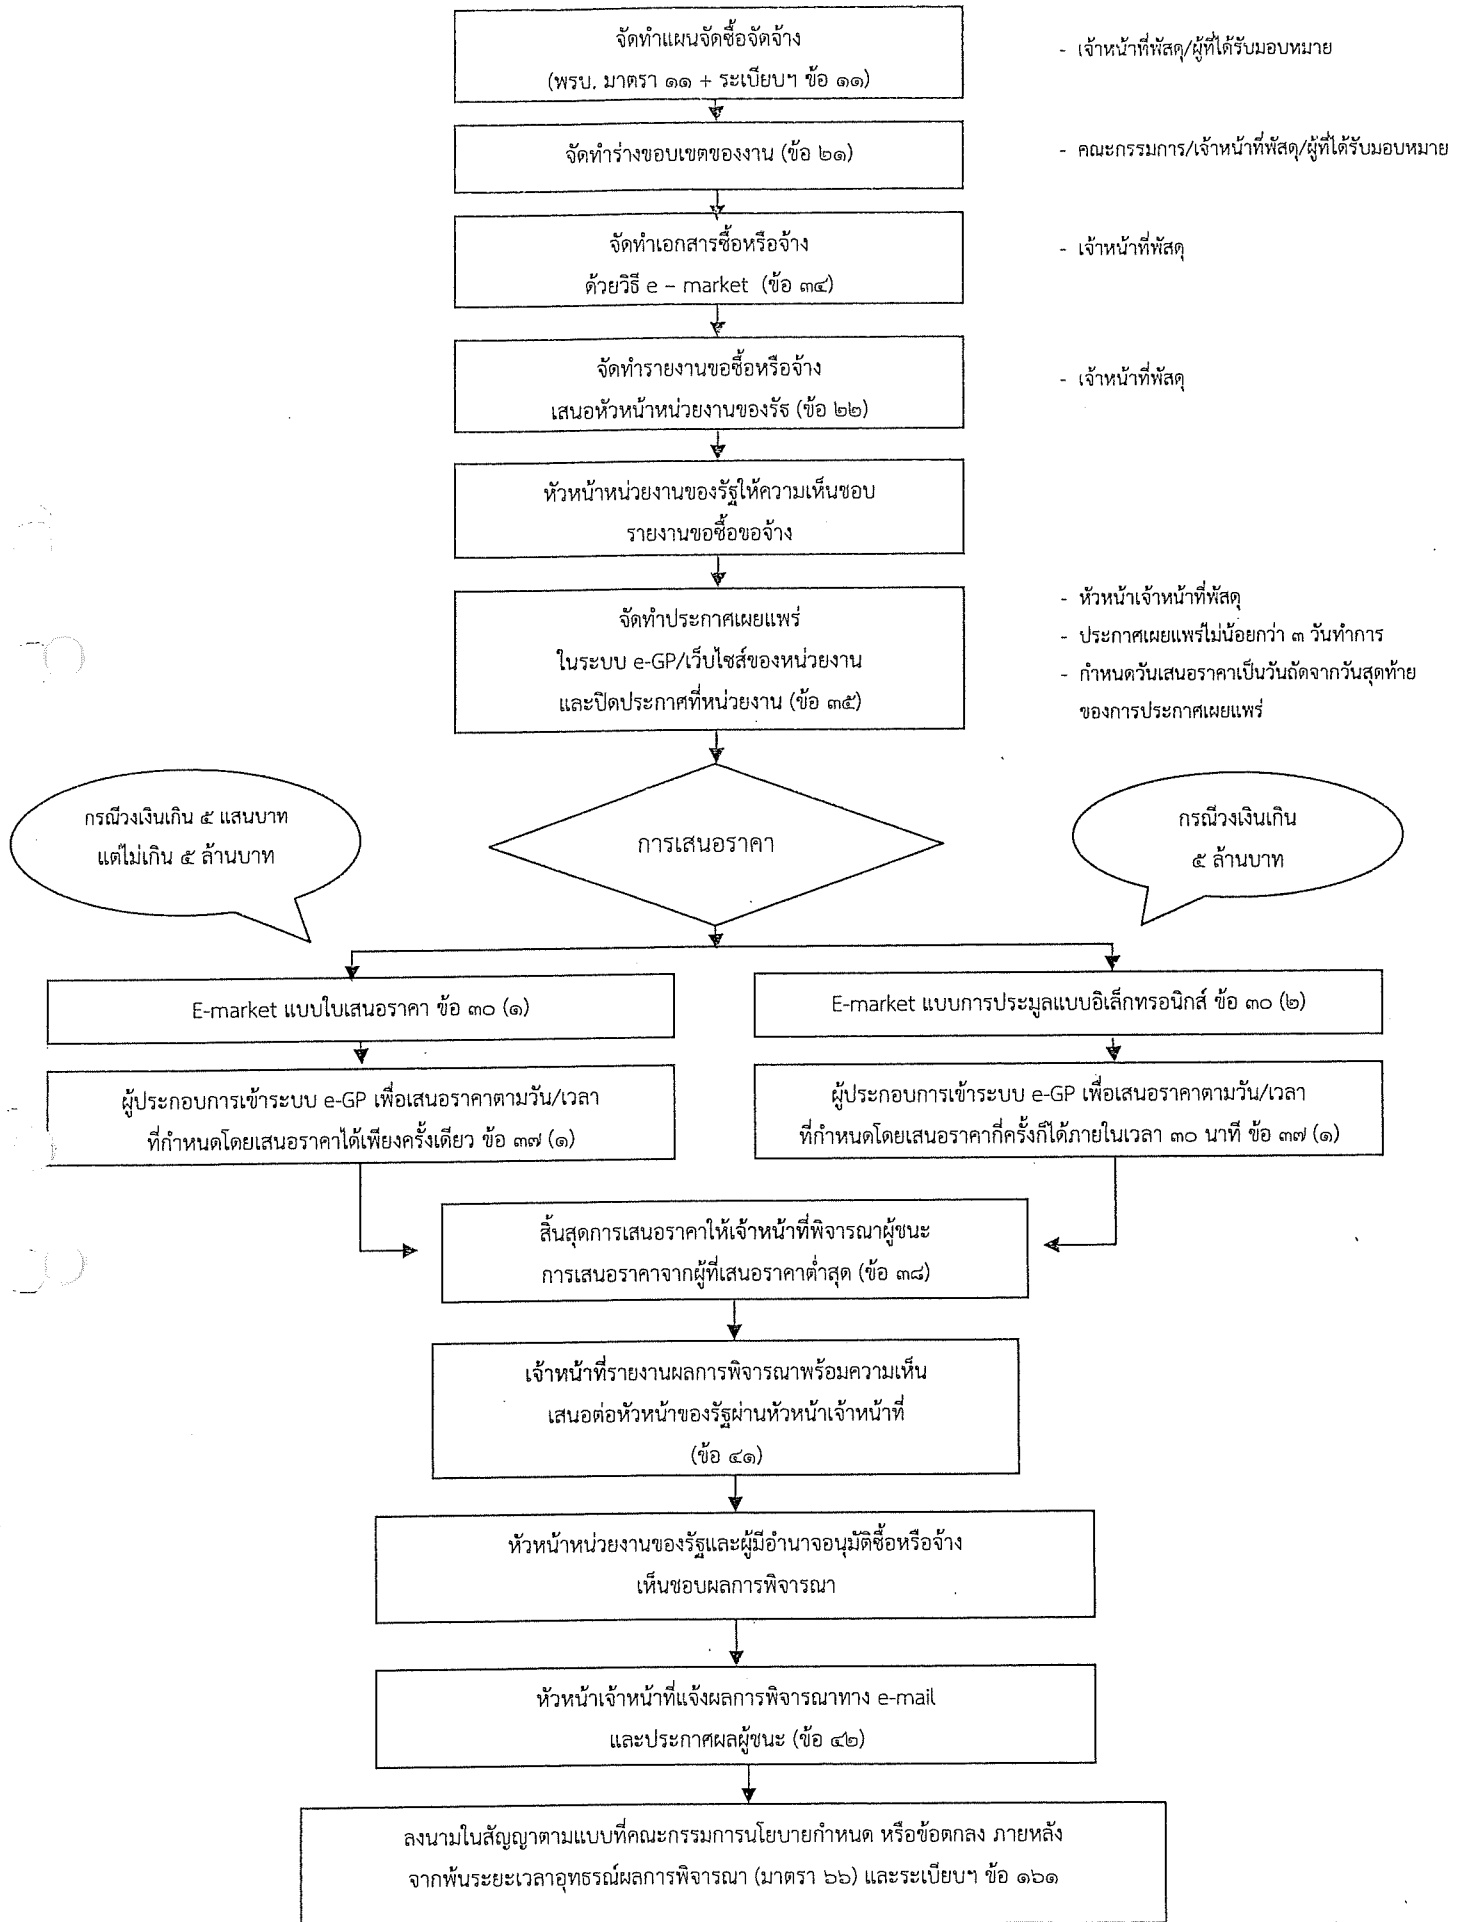 จัดทำแผนจัดซื้อจัดจ้าง
(พรบ. มาตรา ๑๑ + ระเบียบฯ ข้อ ๑๑)
- เจ้าหน้าที่พัสดุ/ผู้ที่ได้รับมอบหมาย
จัดทำร่างขอบเขตของงาน (ข้อ ๒๑)
- คณะกรรมการ/เจ้าหน้าที่พัสดุ/ผู้ที่ได้รับมอบหมาย
จัดทำเอกสารซื้อหรือจ้าง
ด้วยวิธี e – market (ข้อ ๓๔)
- เจ้าหน้าที่พัสดุ
จัดทำรายงานขอซื้อหรือจ้าง
เสนอหัวหน้าหน่วยงานของรัฐ (ข้อ ๒๒)
- เจ้าหน้าที่พัสดุ
หัวหน้าหน่วยงานของรัฐให้ความเห็นชอบ
รายงานขอซื้อขอจ้าง
จัดทำประกาศเผยแพร่
ในระบบ e-GP/เว็บไซส์ของหน่วยงาน
และปิดประกาศที่หน่วยงาน (ข้อ ๓๕)
- หัวหน้าเจ้าหน้าที่พัสดุ
- ประกาศเผยแพร่ไม่น้อยกว่า ๓ วันทำการ
- กำหนดวันเสนอราคาเป็นวันถัดจากวันสุดท้าย
ของการประกาศเผยแพร่
กรณีวงเงินเกิน ๕ แสนบาท
แต่ไม่เกิน ๕ ล้านบาท
การเสนอราคา
กรณีวงเงินเกิน
๕ ล้านบาท
E-market แบบใบเสนอราคา ข้อ ๓๐ (๑)
E-market แบบการประมูลแบบอิเล็กทรอนิกส์ ข้อ ๓๐ (๒)
ผู้ประกอบการเข้าระบบ e-GP เพื่อเสนอราคาตามวัน/เวลา
ที่กำหนดโดยเสนอราคาได้เพียงครั้งเดียว ข้อ ๓๗ (๑)
ผู้ประกอบการเข้าระบบ e-GP เพื่อเสนอราคาตามวัน/เวลา
ที่กำหนดโดยเสนอราคากี่ครั้งก็ได้ภายในเวลา ๓๐ นาที ข้อ ๓๗ (๑)
สิ้นสุดการเสนอราคาให้เจ้าหน้าที่พิจารณาผู้ชนะ
การเสนอราคาจากผู้ที่เสนอราคาต่ำสุด (ข้อ ๓๘)
เจ้าหน้าที่รายงานผลการพิจารณาพร้อมความเห็น
เสนอต่อหัวหน้าของรัฐผ่านหัวหน้าเจ้าหน้าที่
(ข้อ ๔๑)
หัวหน้าหน่วยงานของรัฐและผู้มีอำนาจอนุมัติซื้อหรือจ้าง
เห็นชอบผลการพิจารณา
หัวหน้าเจ้าหน้าที่แจ้งผลการพิจารณาทาง e-mail
และประกาศผลผู้ชนะ (ข้อ ๔๒)
ลงนามในสัญญาตามแบบที่คณะกรรมการนโยบายกำหนด หรือข้อตกลง ภายหลัง
จากพ้นระยะเวลาอุทธรณ์ผลการพิจารณา (มาตรา ๖๖) และระเบียบฯ ข้อ ๑๖๑